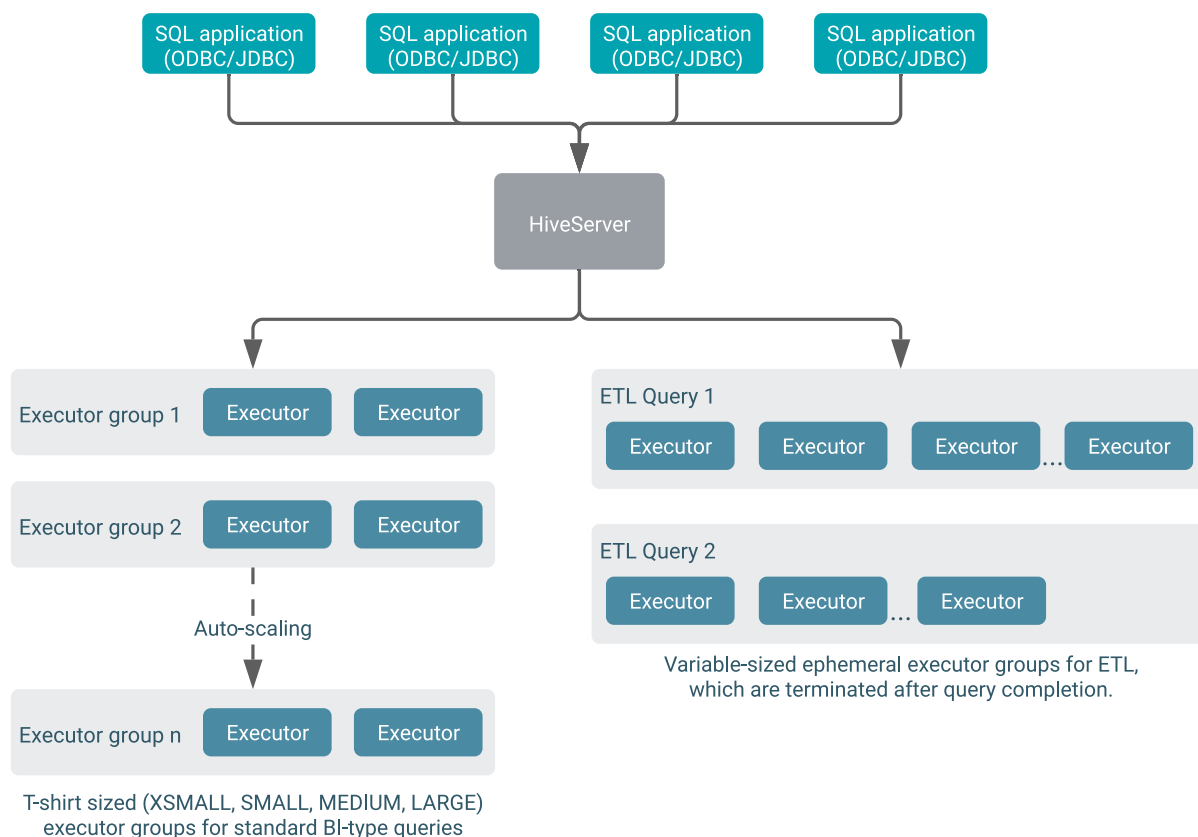 SQL application
(ODBC/JDBC)
SQL application
(ODBC/JDBC)
SQL application
(ODBC/JDBC)
SQL application
(ODBC/JDBC)
HiveServer
Executor group 1
Executor
Executor
Executor group 2
Executor
Executor
Auto-scaling
Executor group n
Executor
Executor
T-shirt sized (XSMALL, SMALL, MEDIUM, LARGE)
executor groups for standard BI-type queries
ETL Query 1
Executor
Executor
Executor
...
Executor
ETL Query 2
Executor
Executor
...
Executor
Variable-sized ephemeral executor groups for ETL,
which are terminated after query completion.